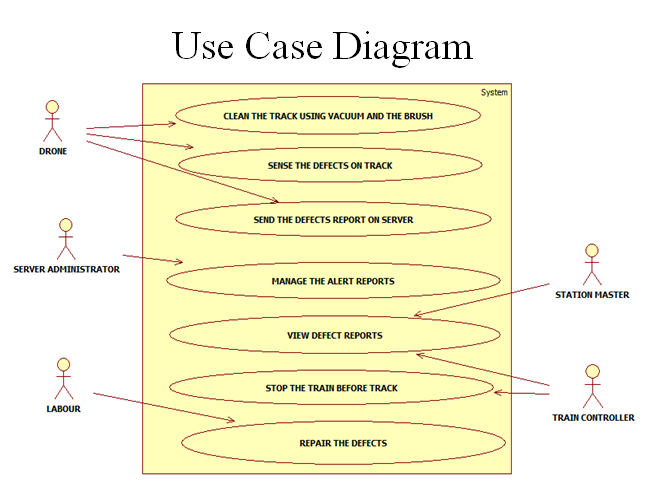 Use Case Diagram
System
CLEAN THE TRACK USING VACUUM AND THE BRUSH
DRONE
SENSE THE DEFECTS ON TRACK
SEND THE DEFECTS REPORT ON SERVER
SERVER ADMINISTRATOR
MANAGE THE ALERT REPORTS
STATION MASTER
VIEW DEFECT REPORTS
STOP THE TRAIN BEFORE TRACK
LABOUR
TRAIN CONTROLLER
REPAIR THE DEFECTS